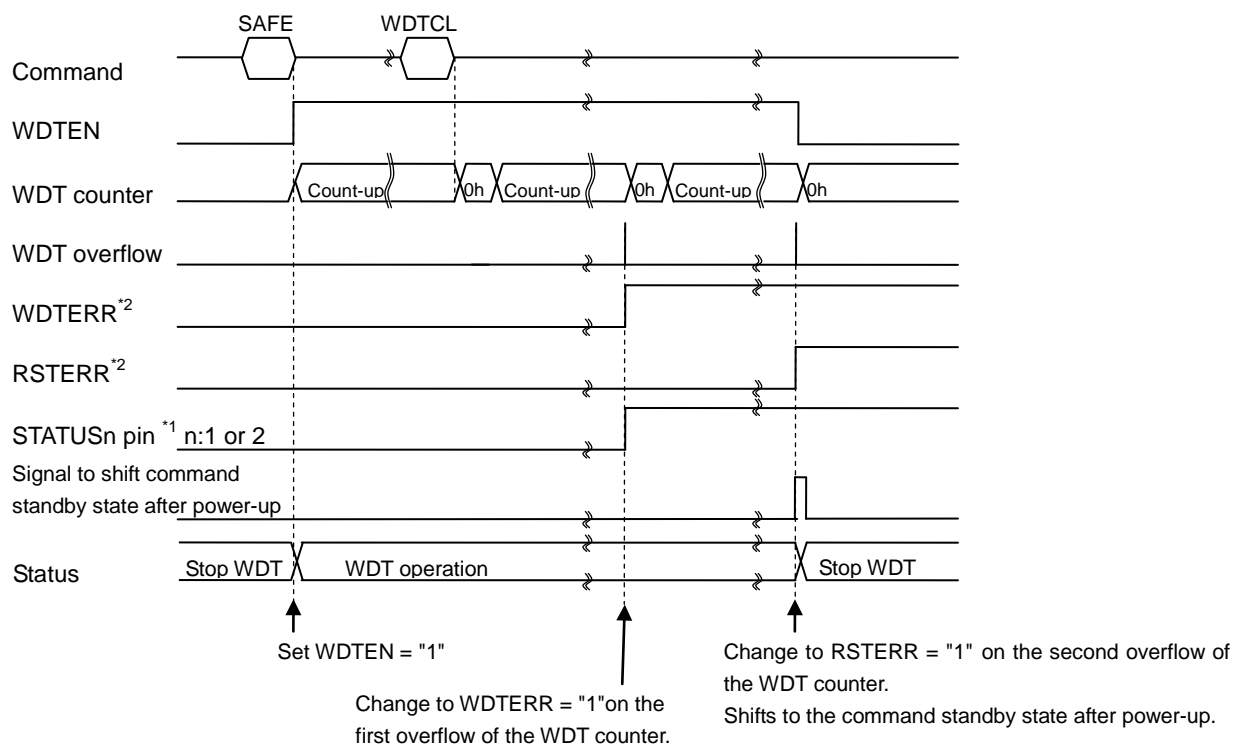 SAFE WDTCL
Command
WDTEN
WDT counter Count-up 0h Count-up 0h Count-up 0h
WDT overflow
WDTERR*2
RSTERR*2
STATUSn pin *1 n:1 or 2
Signal to shift command
standby state after power-up
Status Stop WDT WDT operation Stop WDT
Set WDTEN = "1"
Change to WDTERR = "1"on the
first overflow of the WDT counter.
Change to RSTERR = "1" on the second overflow of
the WDT counter.
Shifts to the command standby state after power-up.